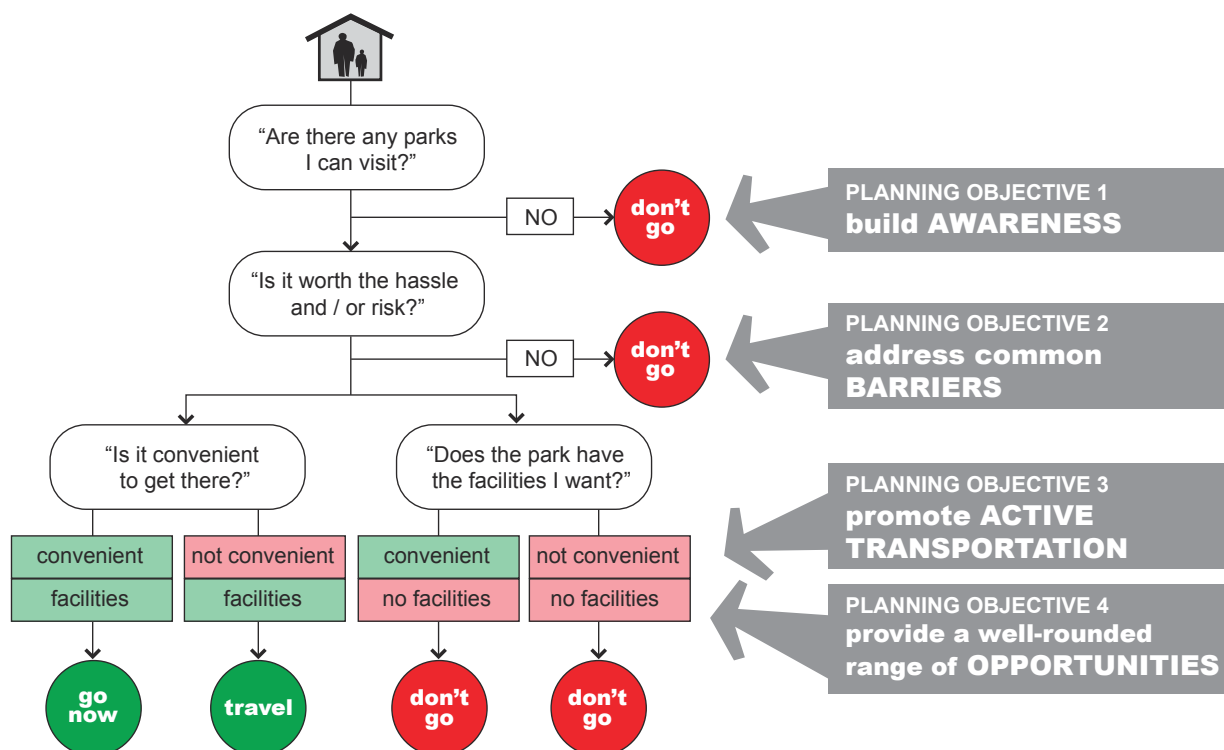 “Are there any parks
I can visit?”
NO
don't
go
PLANNING OBJECTIVE 1
build AWARENESS
“Is it worth the hassle
and / or risk?”
NO
don't
go
PLANNING OBJECTIVE 2
address common
BARRIERS
“Is it convenient
to get there?”
“Does the park have
the facilities I want?”
PLANNING OBJECTIVE 3
promote ACTIVE
TRANSPORTATION
convenient
facilities
not convenient
facilities
convenient
no facilities
not convenient
no facilities
PLANNING OBJECTIVE 4
provide a well-rounded
range of OPPORTUNITIES
go
now
travel
don't
go
don't
go